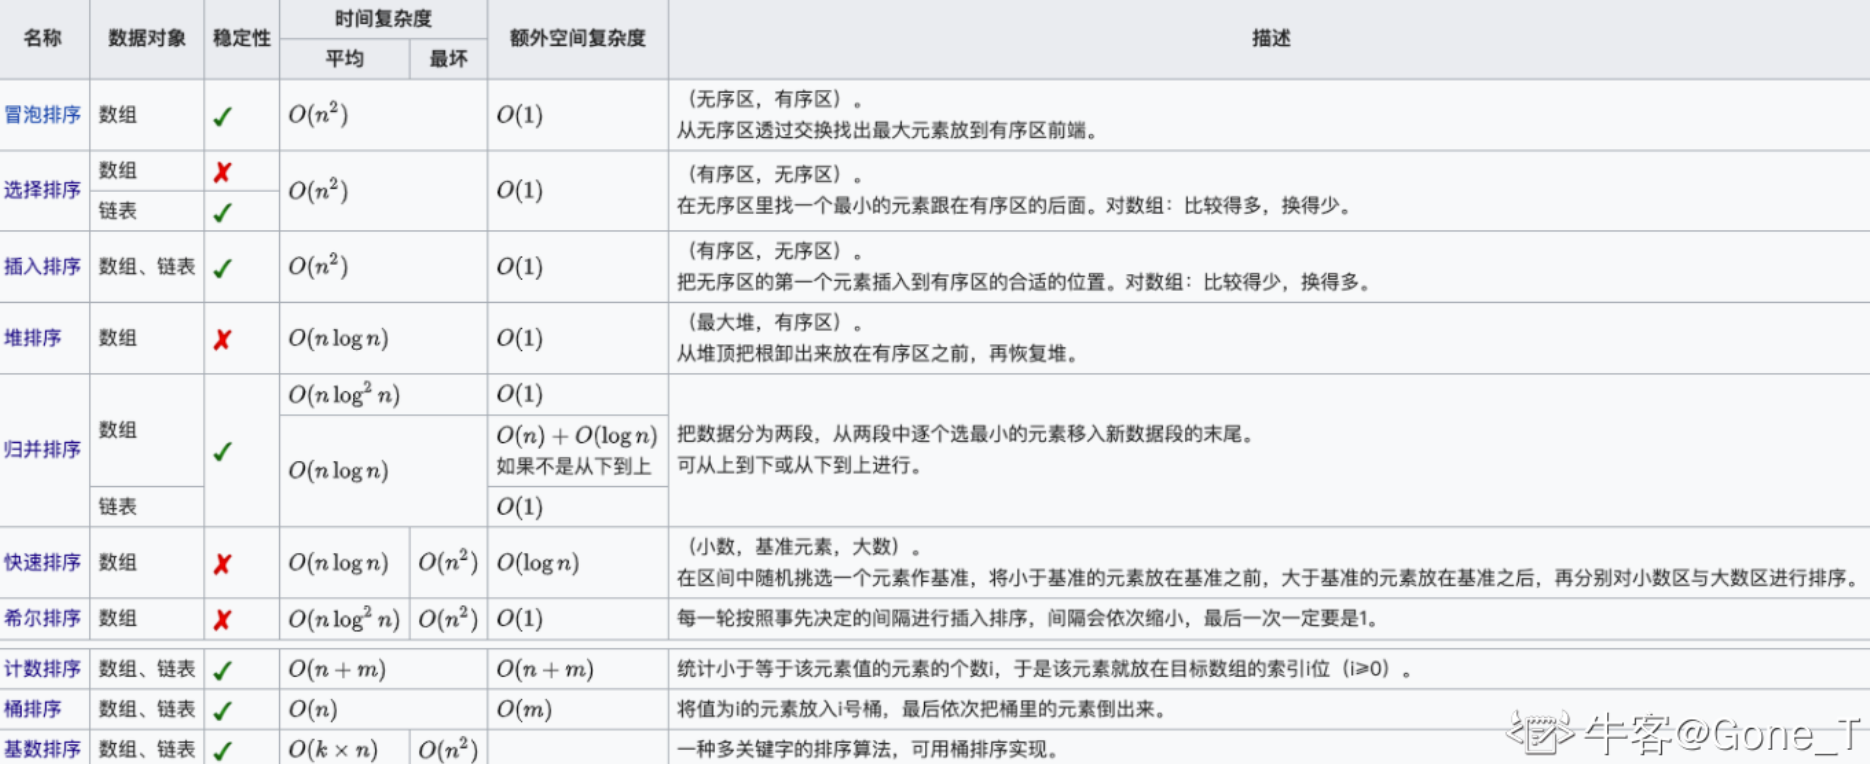 名称 数据对象 稳定性 时间复杂度 额外空间复杂度 描述
平均 最坏
冒泡排序 数组 ✓ O(n²) O(1) （无序区，有序区）。
从无序区透过交换找出最大元素放到有序区前端。
选择排序 数组 ✗ O(n²) O(1) （有序区，无序区）。
链表 ✓ 在无序区里找一个最小的元素跟在有序区的后面。对数组：比较得多，换得少。
插入排序 数组、链表 ✓ O(n²) O(1) （有序区，无序区）。
把无序区的第一个元素插入到有序区的合适的位置。对数组：比较得少，换得多。
堆排序 数组 ✗ O(n log n) O(1) （最大堆，有序区）。
从堆顶把根卸出来放在有序区之前，再恢复堆。
归并排序 数组 ✓ O(n log² n) O(1)
O(n log n) O(n) + O(log n) 把数据分为两段，从两段中逐个选最小的元素移入新数据段的末尾。
如果不是从下到上 可从上到下或从下到上进行。
链表 O(1)
快速排序 数组 ✗ O(n log n) O(n²) O(log n) （小数，基准元素，大数）。
在区间中随机挑选一个元素作基准，将小于基准的元素放在基准之前，大于基准的元素放在基准之后，再分别对小数区与大数区进行排序。
希尔排序 数组 ✗ O(n log² n) O(n²) O(1) 每一轮按照事先决定的间隔进行插入排序，间隔会依次缩小，最后一次一定要是1。
计数排序 数组、链表 ✓ O(n + m) O(n + m) 统计小于等于该元素值的元素的个数i，于是该元素就放在目标数组的索引i位（i≥0）。
桶排序 数组、链表 ✓ O(n) O(m) 将值为i的元素放入i号桶，最后依次把桶里的元素倒出来。
基数排序 数组、链表 ✓ O(k × n) O(n²) 一种多关键字的排序算法，可用桶排序实现。
牛客@Gone_T